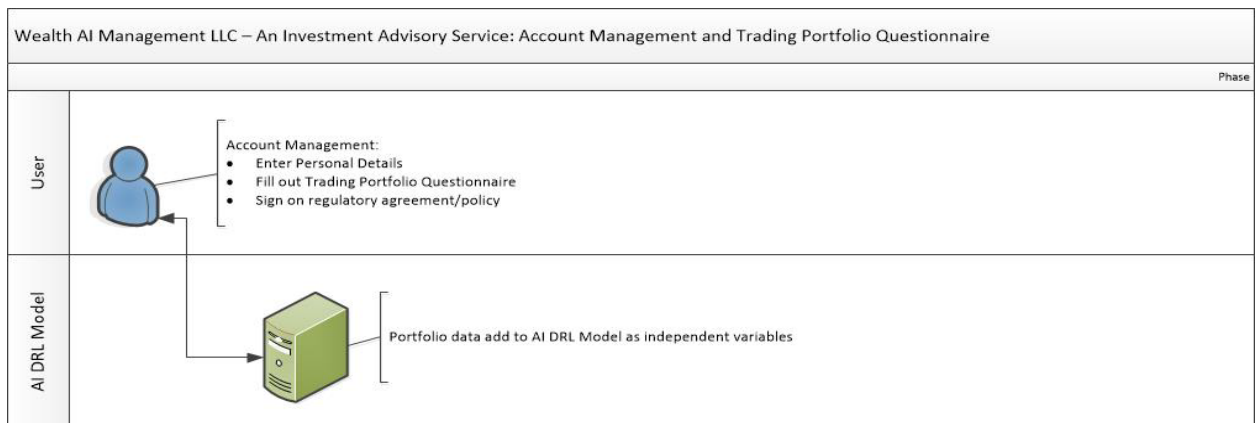 Wealth AI Management LLC – An Investment Advisory Service: Account Management and Trading Portfolio Questionnaire
Phase
User
Account Management:
• Enter Personal Details
• Fill out Trading Portfolio Questionnaire
• Sign on regulatory agreement/policy
AI DRL Model
Portfolio data add to AI DRL Model as independent variables